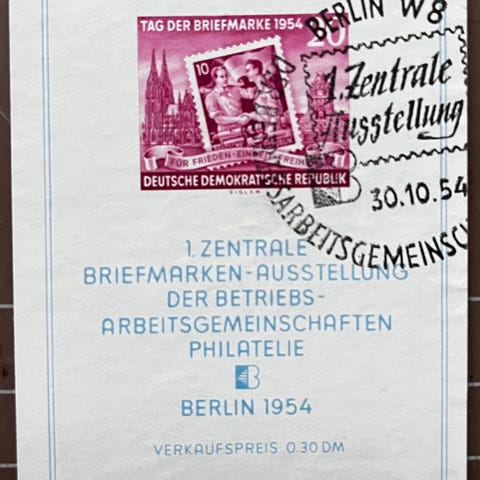 TAG DER BRIEFMARKE 1954
20
10
FÜR FRIEDEN · EINHEIT · FREIHEIT
DEUTSCHE DEMOKRATISCHE REPUBLIK
BERLIN W8
1. Zentrale
Ausstellung
30.10.54
ARBEITSGEMEINSC
1. ZENTRALE
BRIEFMARKEN-AUSSTELLUNG
DER BETRIEBS-
ARBEITSGEMEINSCHAFTEN
PHILATELIE
B
BERLIN 1954
VERKAUFSPREIS 0.30 DM